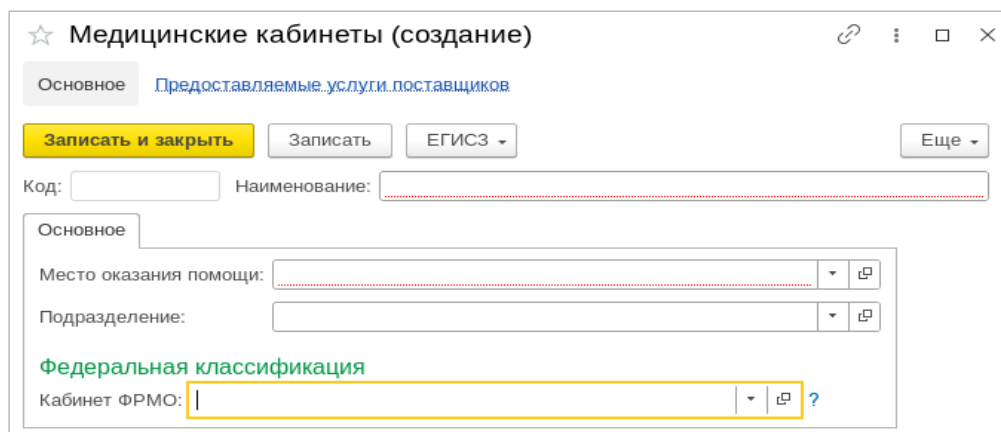 Медицинские кабинеты (создание)
Основное Предоставляемые услуги поставщиков
Записать и закрыть Записать ЕГИСЗ Еще
Код: Наименование:
Основное
Место оказания помощи:
Подразделение:
Федеральная классификация
Кабинет ФРМО: ?